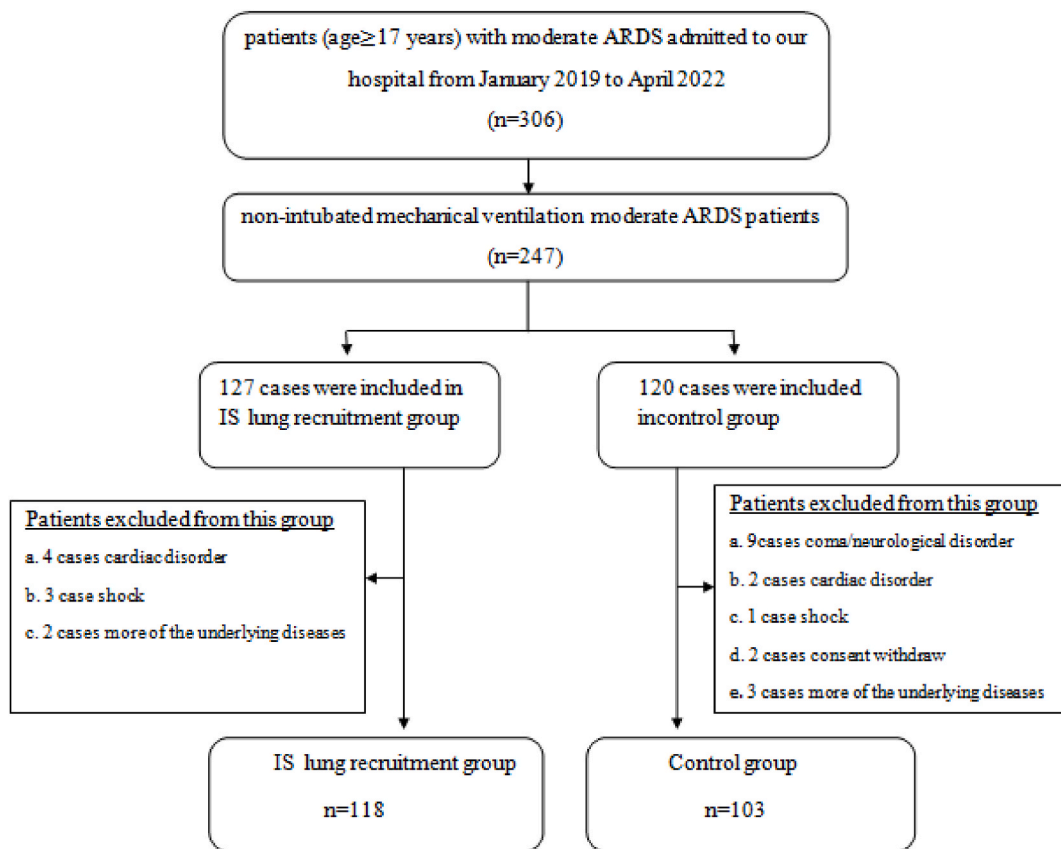 patients (age≥17 years) with moderate ARDS admitted to our
hospital from January 2019 to April 2022
(n=306)
non-intubated mechanical ventilation moderate ARDS patients
(n=247)
127 cases were included in
IS lung recruitment group
120 cases were included
incontrol group
Patients excluded from this group
a. 4 cases cardiac disorder
b. 3 case shock
c. 2 cases more of the underlying diseases
Patients excluded from this group
a. 9cases coma/neurological disorder
b. 2 cases cardiac disorder
c. 1 case shock
d. 2 cases consent withdraw
e. 3 cases more of the underlying diseases
IS lung recruitment group
n=118
Control group
n=103